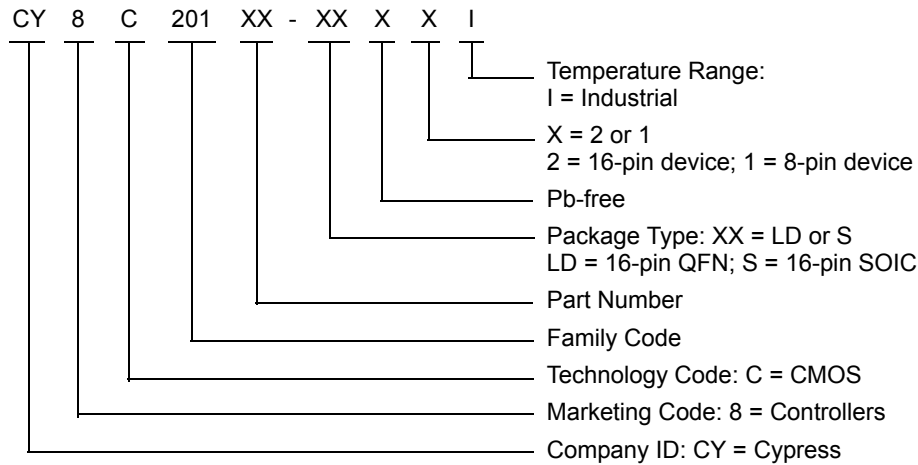 CY 8 C 201 XX - XX X X I
Temperature Range:
I = Industrial
X = 2 or 1
2 = 16-pin device; 1 = 8-pin device
Pb-free
Package Type: XX = LD or S
LD = 16-pin QFN; S = 16-pin SOIC
Part Number
Family Code
Technology Code: C = CMOS
Marketing Code: 8 = Controllers
Company ID: CY = Cypress